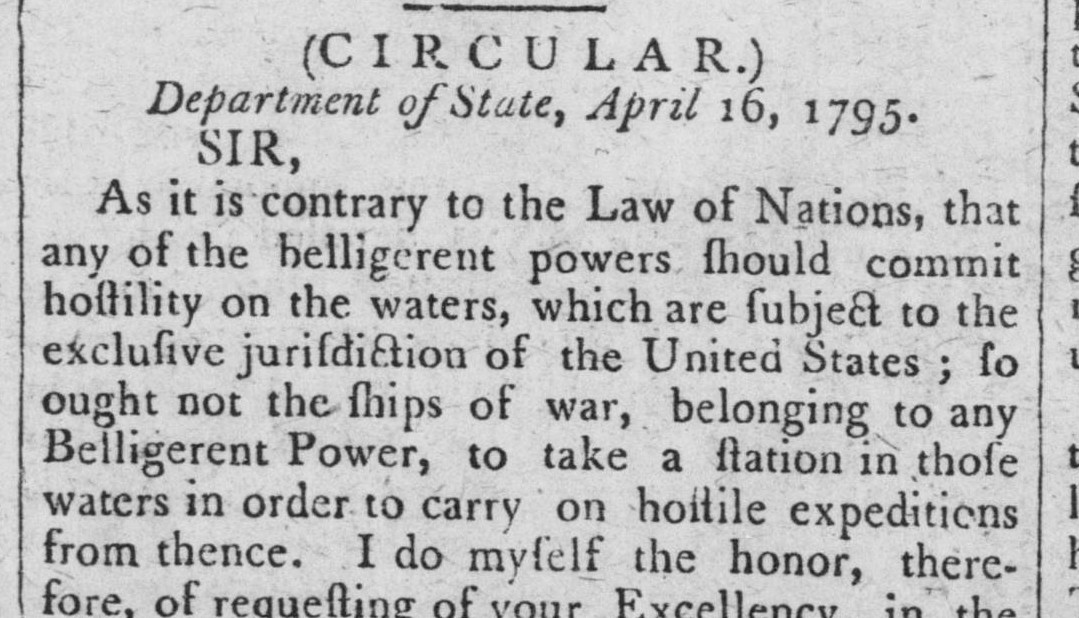 (CIRCULAR.)
Department of State, April 16, 1795.
SIR,
As it is contrary to the Law of Nations, that
any of the belligerent powers ſhould commit
hoſtility on the waters, which are ſubject to the
excluſive juriſdiction of the United States ; ſo
ought not the ſhips of war, belonging to any
Belligerent Power, to take a ſtation in thoſe
waters in order to carry on hoſtile expeditions
from thence. I do myſelf the honor, there-
fore, of requeſting of your Excellency, in the